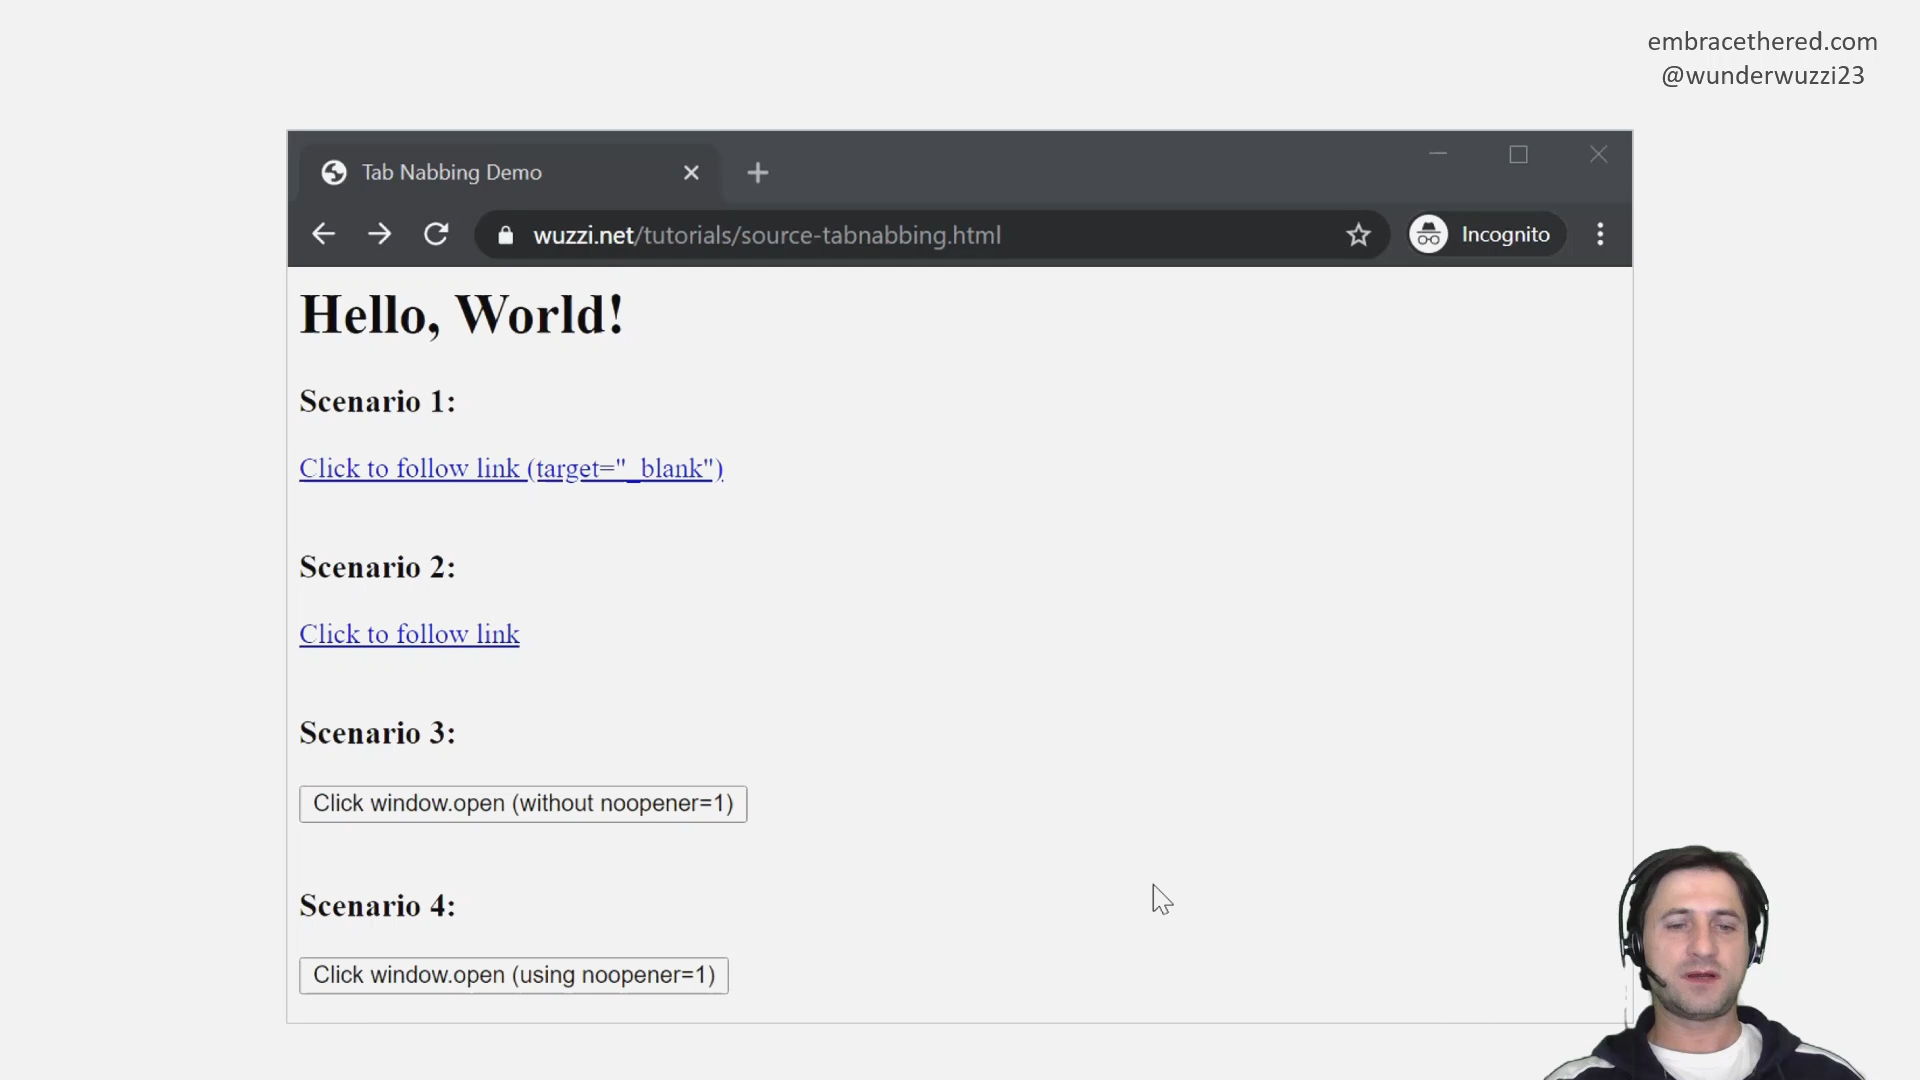 embracethered.com
@wunderwuzzi23
Tab Nabbing Demo
wuzzi.net/tutorials/source-tabnabbing.html
Incognito
Hello, World!
Scenario 1:
Click to follow link (target="_blank")
Scenario 2:
Click to follow link
Scenario 3:
Click window.open (without noopener=1)
Scenario 4:
Click window.open (using noopener=1)